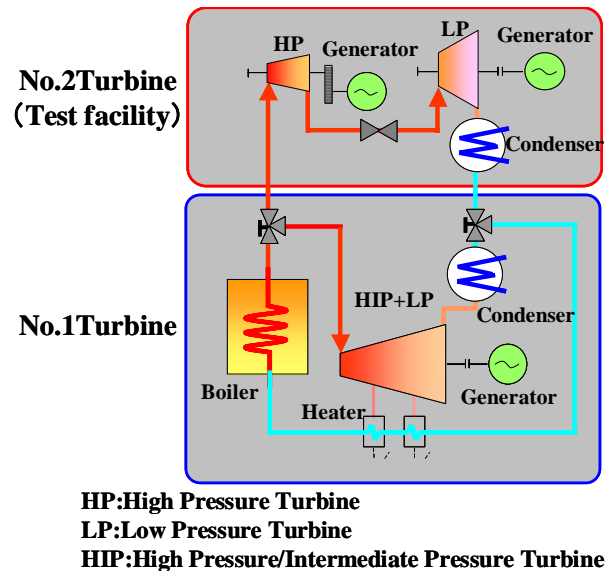 No.2Turbine
（Test facility）
HP
Generator
LP
Generator
Condenser
No.1Turbine
HIP+LP
Condenser
Boiler
Heater
Generator
HP:High Pressure Turbine
LP:Low Pressure Turbine
HIP:High Pressure/Intermediate Pressure Turbine